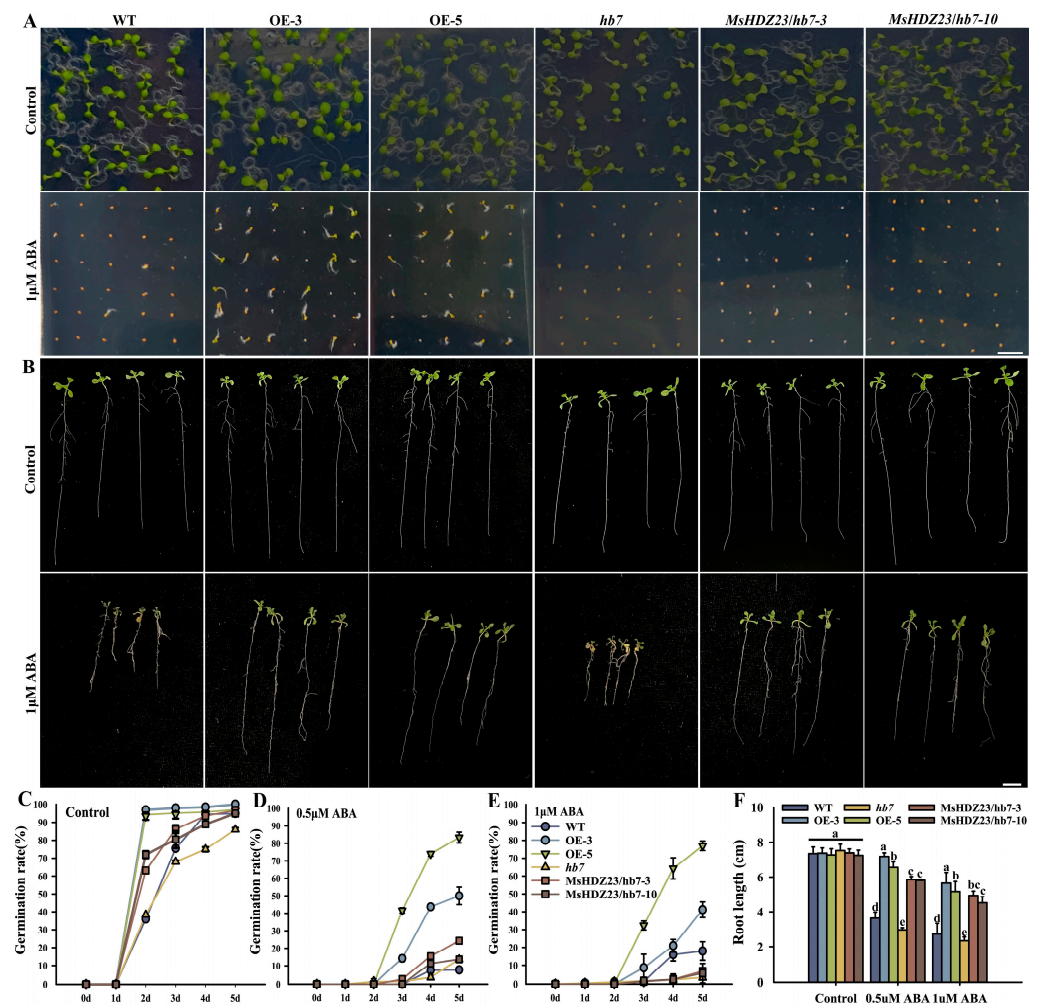 A WT OE-3 OE-5 hb7 MsHDZ23/hb7-3 MsHDZ23/hb7-10
Control
1μM ABA
B
Control
1μM ABA
C Control
Germination rate(%)
100
90
80
70
60
50
40
30
20
10
0
0d 1d 2d 3d 4d 5d
D 0.5μM ABA
Germination rate(%)
100
90
80
70
60
50
40
30
20
10
0
0d 1d 2d 3d 4d 5d
E 1μM ABA
Germination rate(%)
100
90
80
70
60
50
40
30
20
10
0
WT
OE-3
OE-5
hb7
MsHDZ23/hb7-3
MsHDZ23/hb7-10
0d 1d 2d 3d 4d 5d
F
Root length (cm)
10
8
6
4
2
0
WT hb7 MsHDZ23/hb7-3
OE-3 OE-5 MsHDZ23/hb7-10
a
d a b e c c
d a b e bc c
Control 0.5uM ABA 1uM ABA